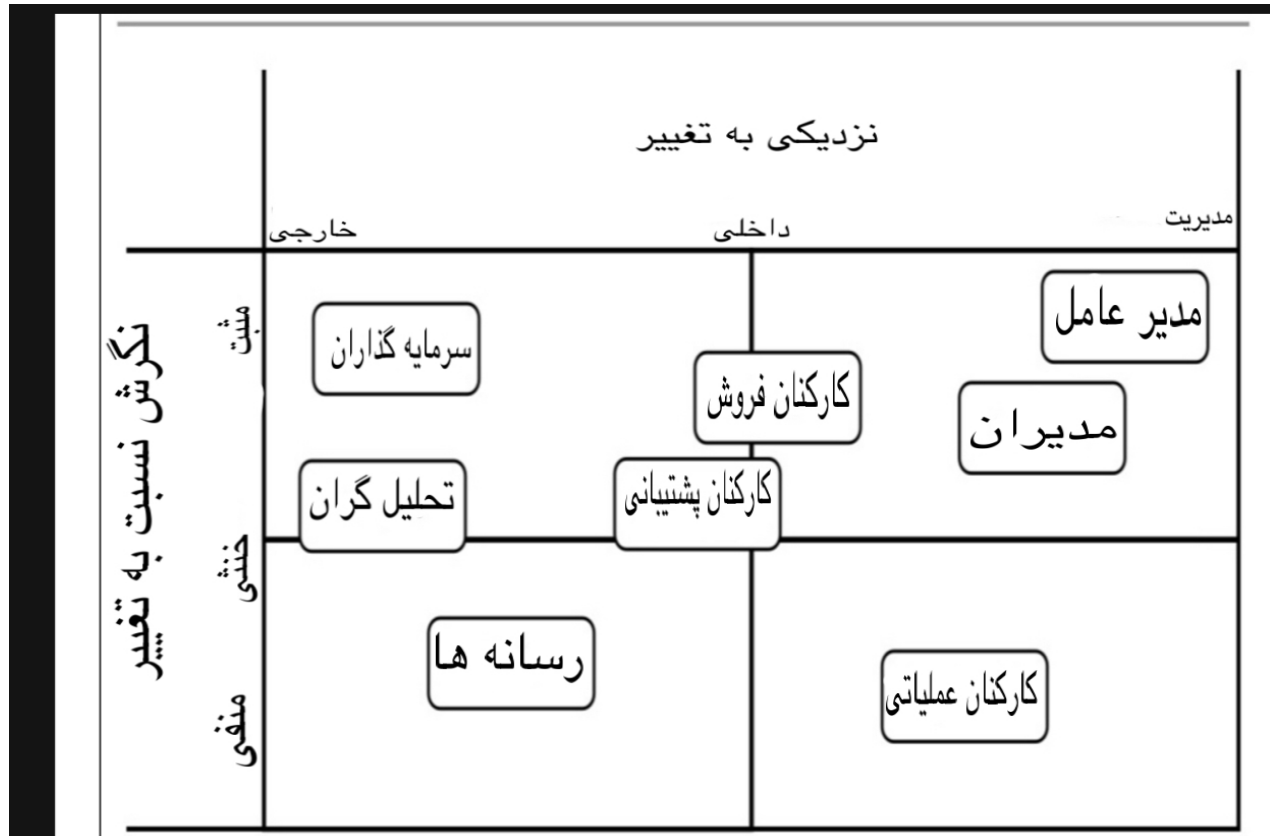 نزدیکی به تغییر
مدیریت
داخلی
خارجی
نگرش نسبت به تغییر
مثبت
خنثی
منفی
مدیر عامل
سرمایه گذاران
کارکنان فروش
مدیران
تحلیل گران
کارکنان پشتیبانی
رسانه ها
کارکنان عملیاتی